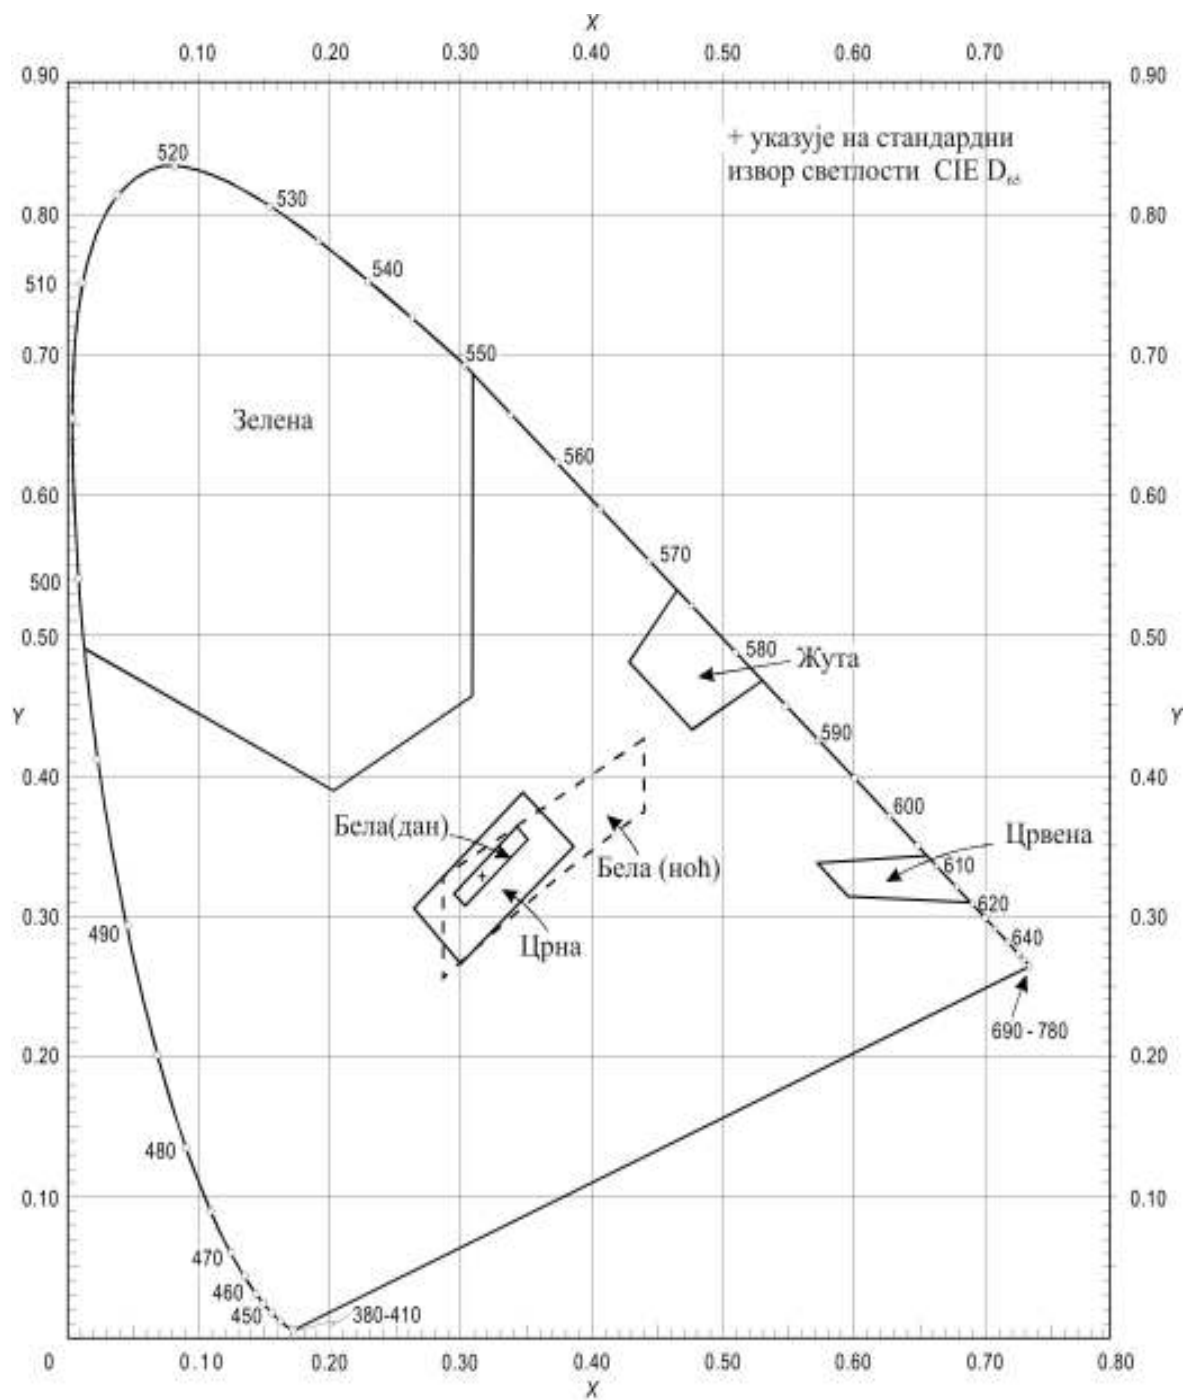 X
0.10 0.20 0.30 0.40 0.50 0.60 0.70
0.90 0.90
+ указује на стандардни
извор светлости CIE D₆₅
520
530
0.80 0.80
540
510
550
0.70 0.70
Зелена
560
0.60 0.60
570
500
0.50 0.50
580
Жута
Y Y
590
0.40 0.40
600
Бела(дан)
Црвена
Бела (ноћ)
610
620
0.30 0.30
490
Црна
640
690 - 780
0.20 0.20
480
0.10 0.10
470
460
450
380-410
0 0.10 0.20 0.30 0.40 0.50 0.60 0.70 0.80
X